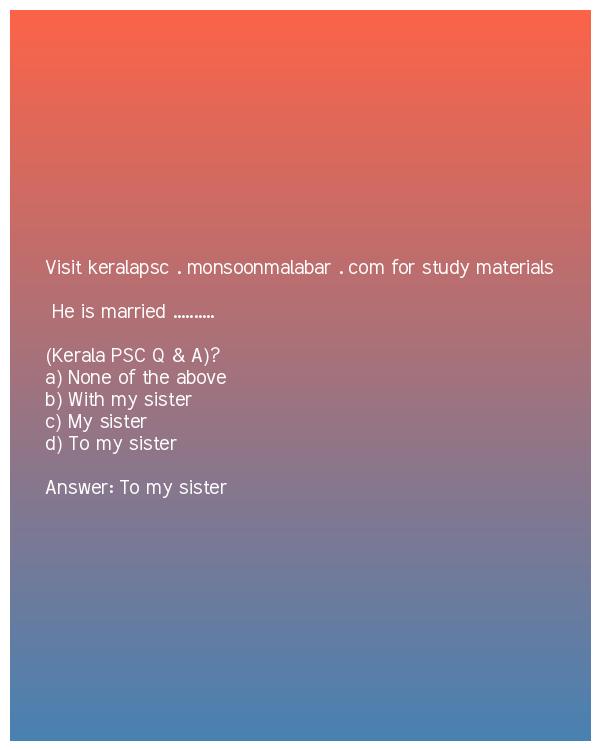 Visit keralapsc . monsoonmalabar . com for study materials
He is married ..........
(Kerala PSC Q & A)?
a) None of the above
b) With my sister
c) My sister
d) To my sister
Answer: To my sister